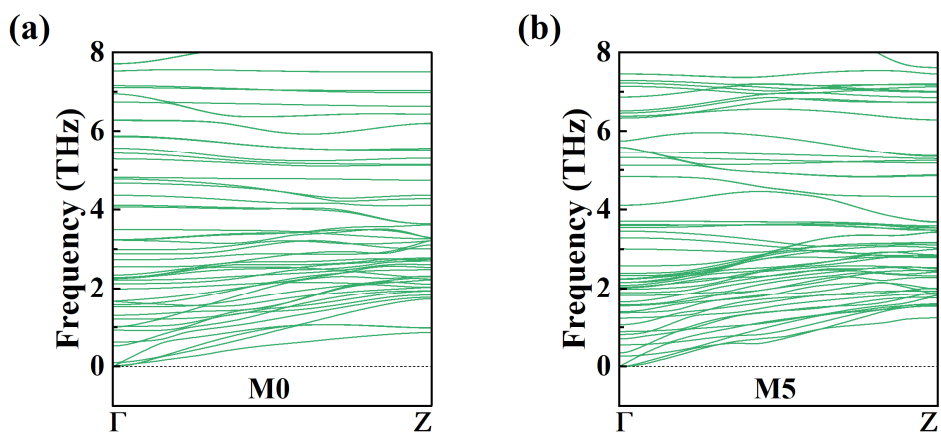 (a)
Frequency (THz)
8
6
4
2
0
M0
Γ
Z
(b)
Frequency (THz)
8
6
4
2
0
M5
Γ
Z